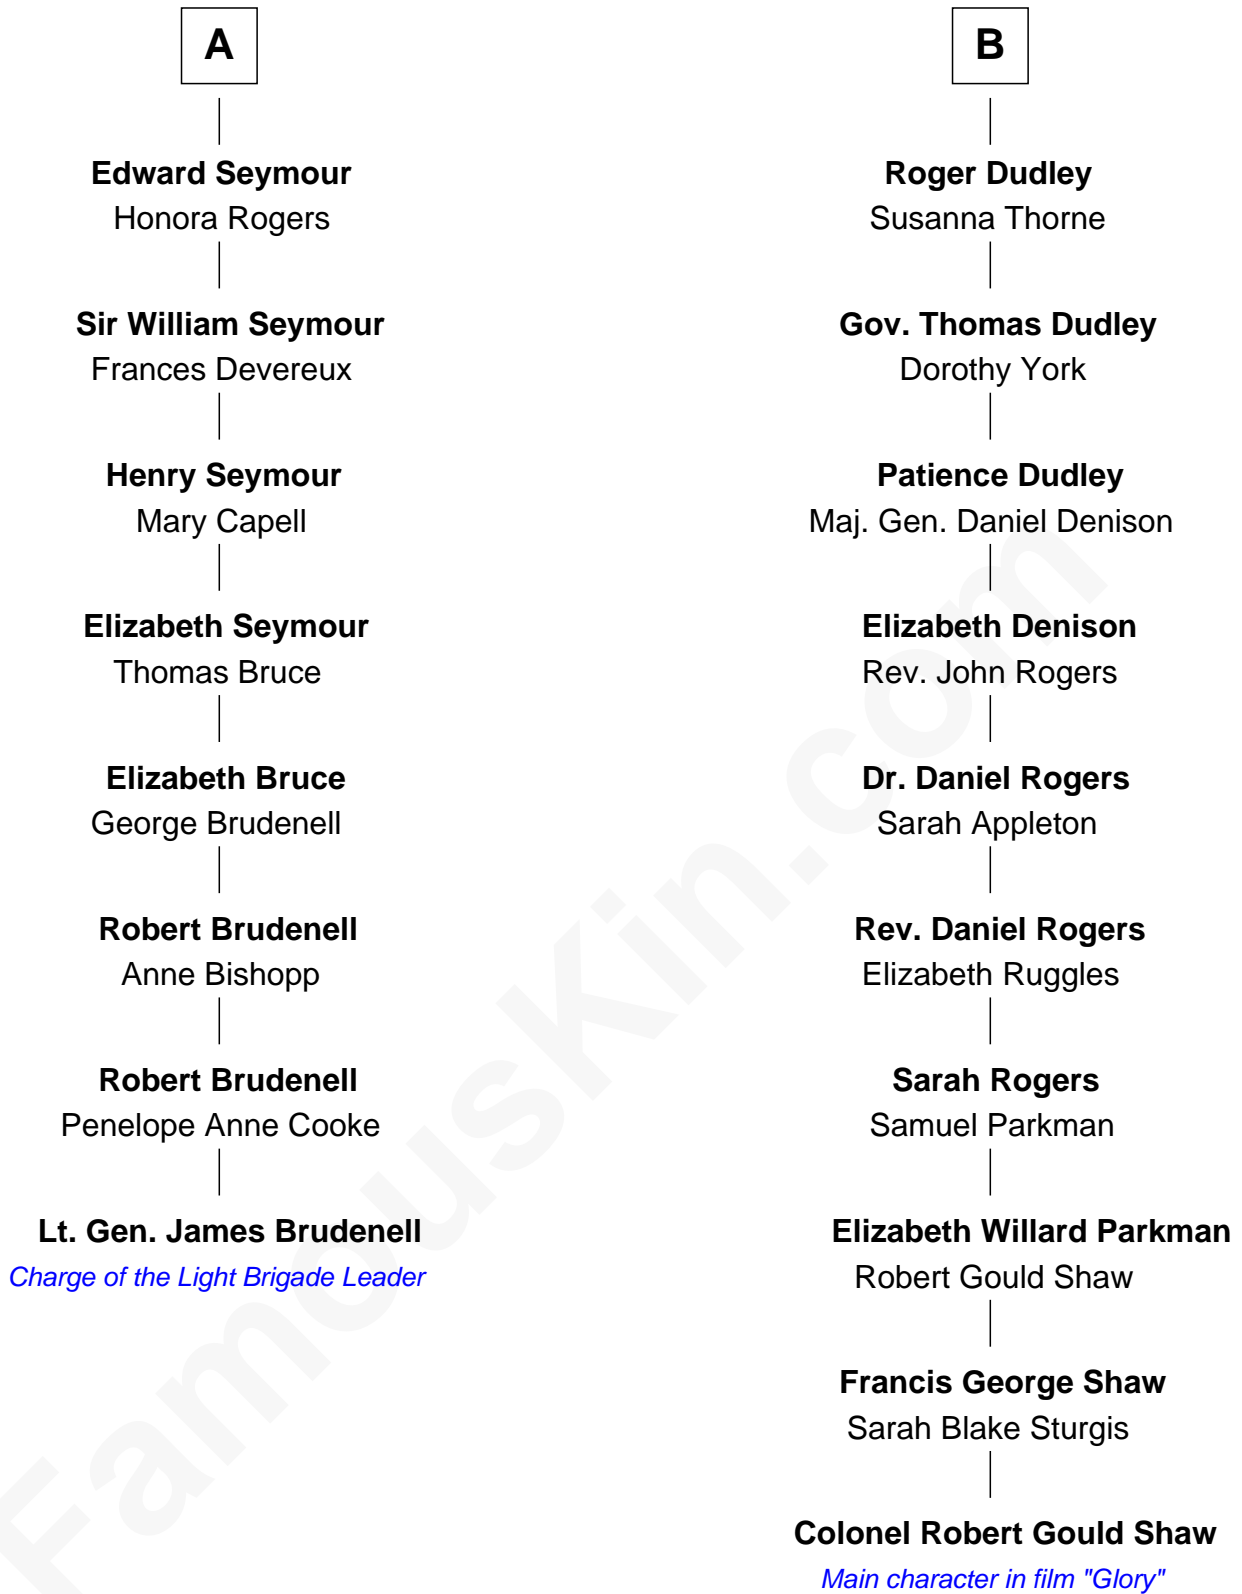 A
Edward Seymour
Honora Rogers
Sir William Seymour
Frances Devereux
Henry Seymour
Mary Capell
Elizabeth Seymour
Thomas Bruce
Elizabeth Bruce
George Brudenell
Robert Brudenell
Anne Bishopp
Robert Brudenell
Penelope Anne Cooke
Lt. Gen. James Brudenell
Charge of the Light Brigade Leader
B
Roger Dudley
Susanna Thorne
Gov. Thomas Dudley
Dorothy York
Patience Dudley
Maj. Gen. Daniel Denison
Elizabeth Denison
Rev. John Rogers
Dr. Daniel Rogers
Sarah Appleton
Rev. Daniel Rogers
Elizabeth Ruggles
Sarah Rogers
Samuel Parkman
Elizabeth Willard Parkman
Robert Gould Shaw
Francis George Shaw
Sarah Blake Sturgis
Colonel Robert Gould Shaw
Main character in film "Glory"
FamousKin.com